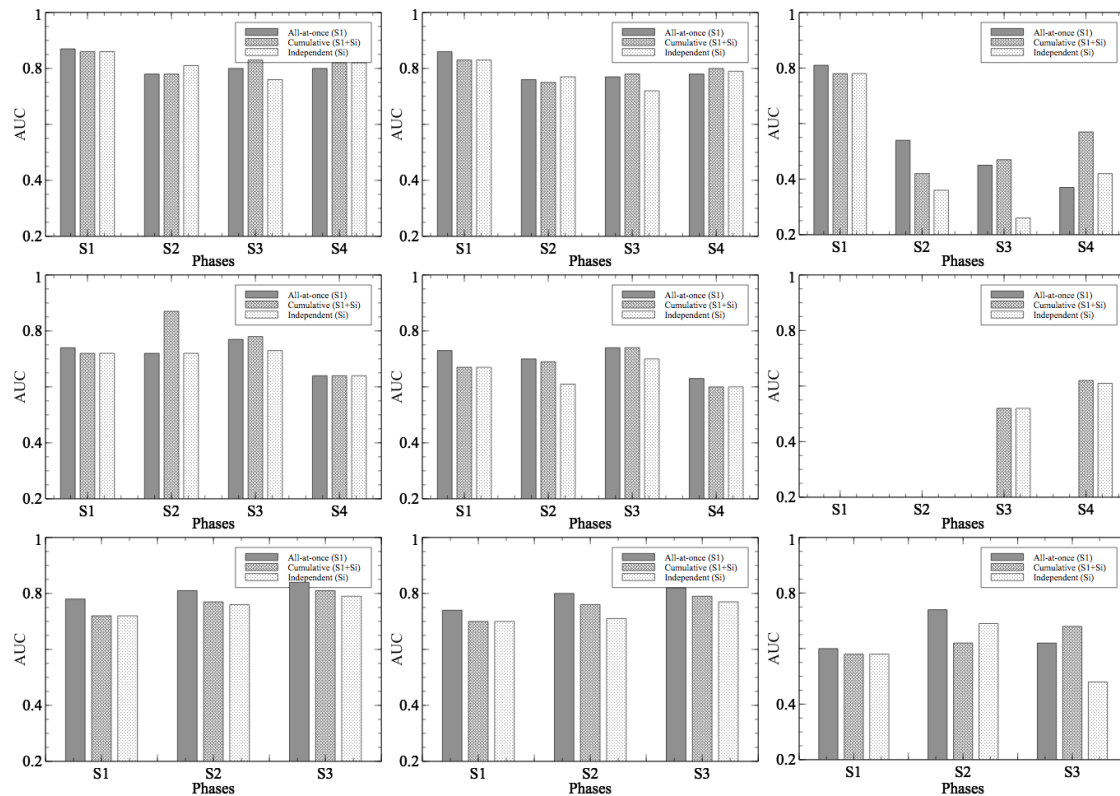 1
All-at-once (S1)
Cumulative (S1+Si)
Independent (Si)
0.8
AUC
0.4
0.2
S1 S2 S3 S4
Phases
1
All-at-once (S1)
Cumulative (S1+Si)
Independent (Si)
0.8
AUC
0.4
0.2
S1 S2 S3 S4
Phases
1
All-at-once (S1)
Cumulative (S1+Si)
Independent (Si)
0.8
AUC
0.4
0.2
S1 S2 S3 S4
Phases
1
All-at-once (S1)
Cumulative (S1+Si)
Independent (Si)
0.8
AUC
0.4
0.2
S1 S2 S3 S4
Phases
1
All-at-once (S1)
Cumulative (S1+Si)
Independent (Si)
0.8
AUC
0.4
0.2
S1 S2 S3 S4
Phases
1
All-at-once (S1)
Cumulative (S1+Si)
Independent (Si)
0.8
AUC
0.4
0.2
S1 S2 S3 S4
Phases
1
All-at-once (S1)
Cumulative (S1+Si)
Independent (Si)
0.8
AUC
0.4
0.2
S1 S2 S3
Phases
1
All-at-once (S1)
Cumulative (S1+Si)
Independent (Si)
0.8
AUC
0.4
0.2
S1 S2 S3
Phases
1
All-at-once (S1)
Cumulative (S1+Si)
Independent (Si)
0.8
AUC
0.4
0.2
S1 S2 S3
Phases